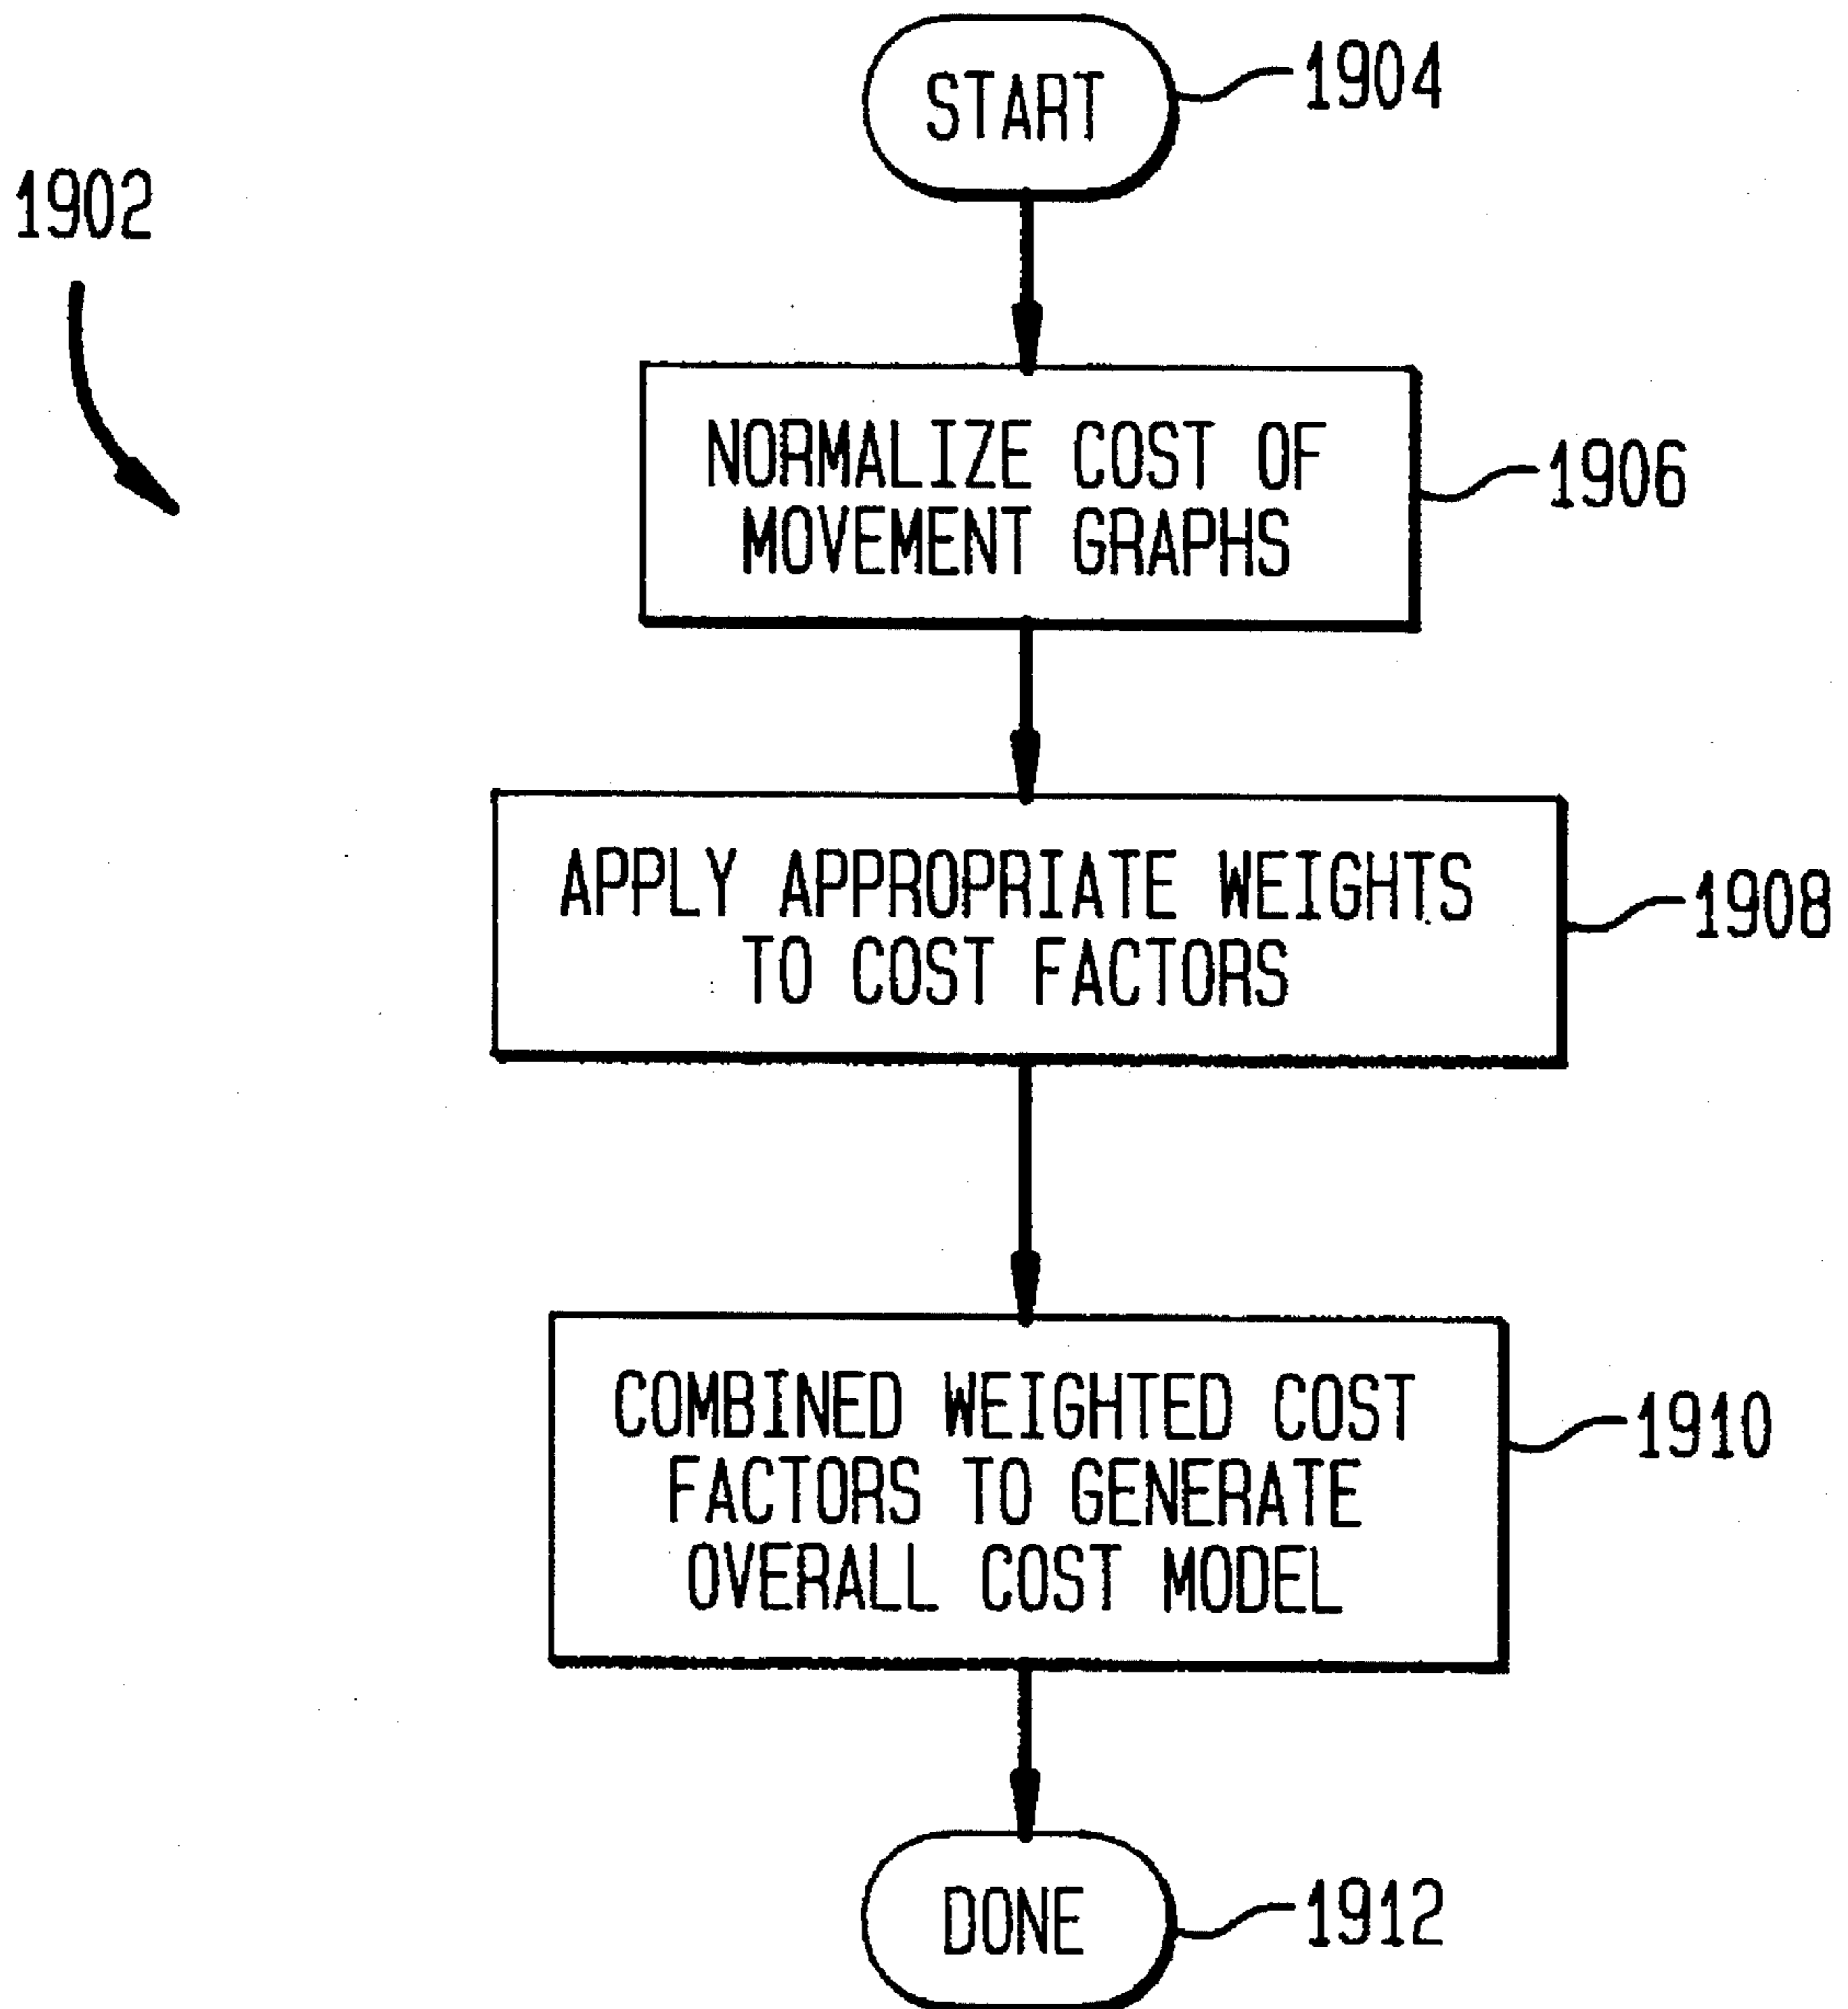 START
1904
1902
NORMALIZE COST OF
MOVEMENT GRAPHS
1906
APPLY APPROPRIATE WEIGHTS
TO COST FACTORS
1908
COMBINED WEIGHTED COST
FACTORS TO GENERATE
OVERALL COST MODEL
1910
DONE
1912